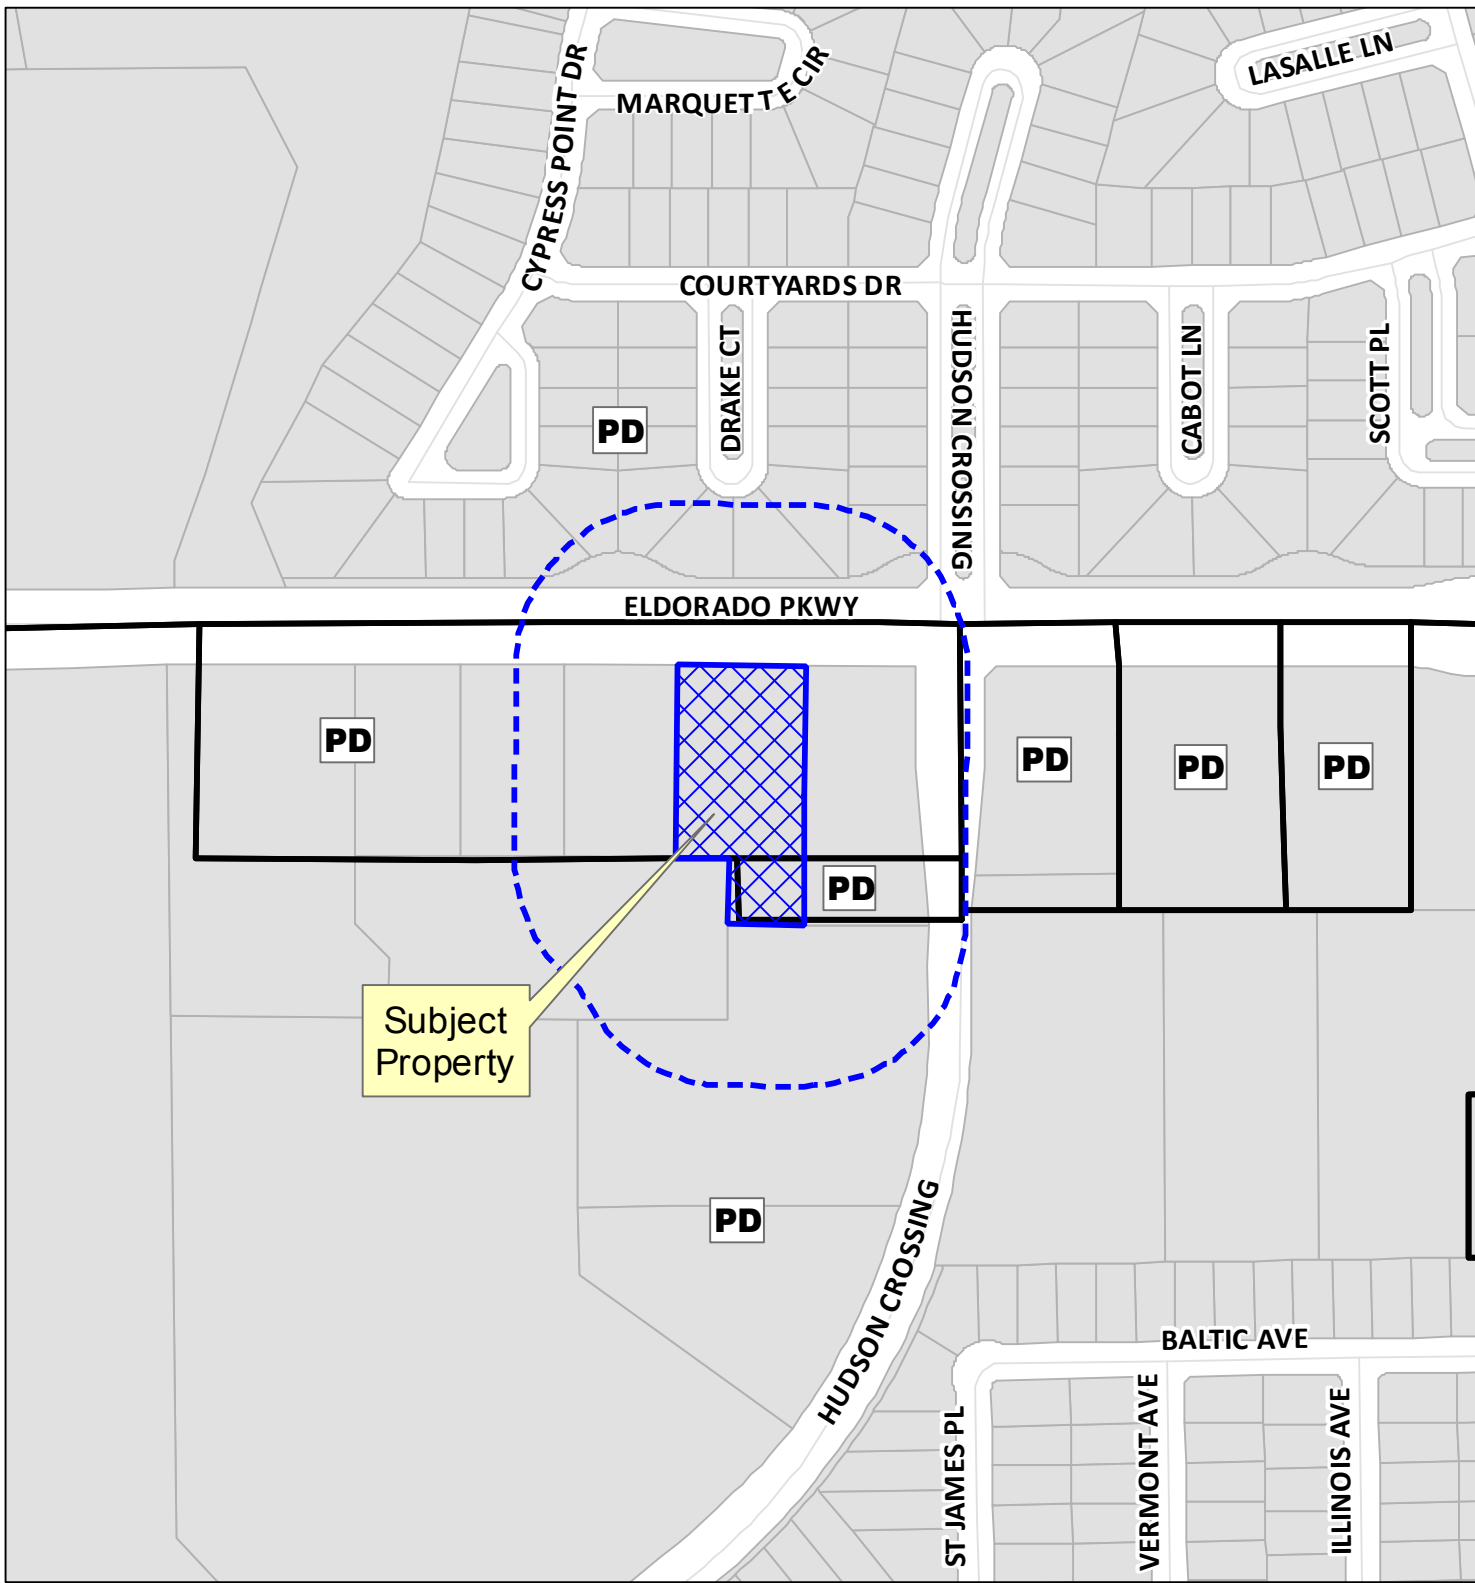 CYPRESS POINT DR
MARQUETTE CIR
LASALLE LN
COURTYARDS DR
DRAKE CT
HUDSON CROSSING
CABOT LN
SCOTT PL
PD
ELDORADO PKWY
PD
PD
PD
PD
PD
Subject
Property
PD
HUDSON CROSSING
BALTIC AVE
ST JAMES PL
VERMONT AVE
ILLINOIS AVE